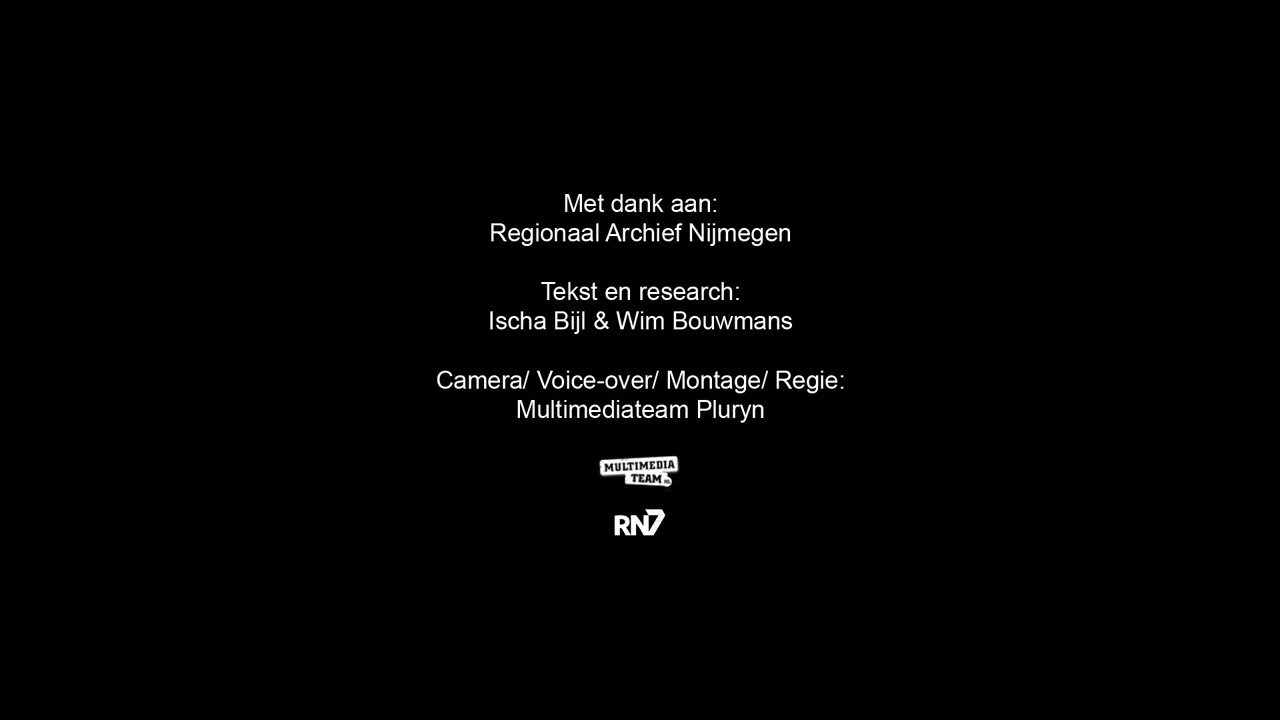 Met dank aan:
Regionaal Archief Nijmegen
Tekst en research:
Ischa Bijl & Wim Bouwmans
Camera/ Voice-over/ Montage/ Regie:
Multimediateam Pluryn
MULTIMEDIA
TEAM.NL
RN7